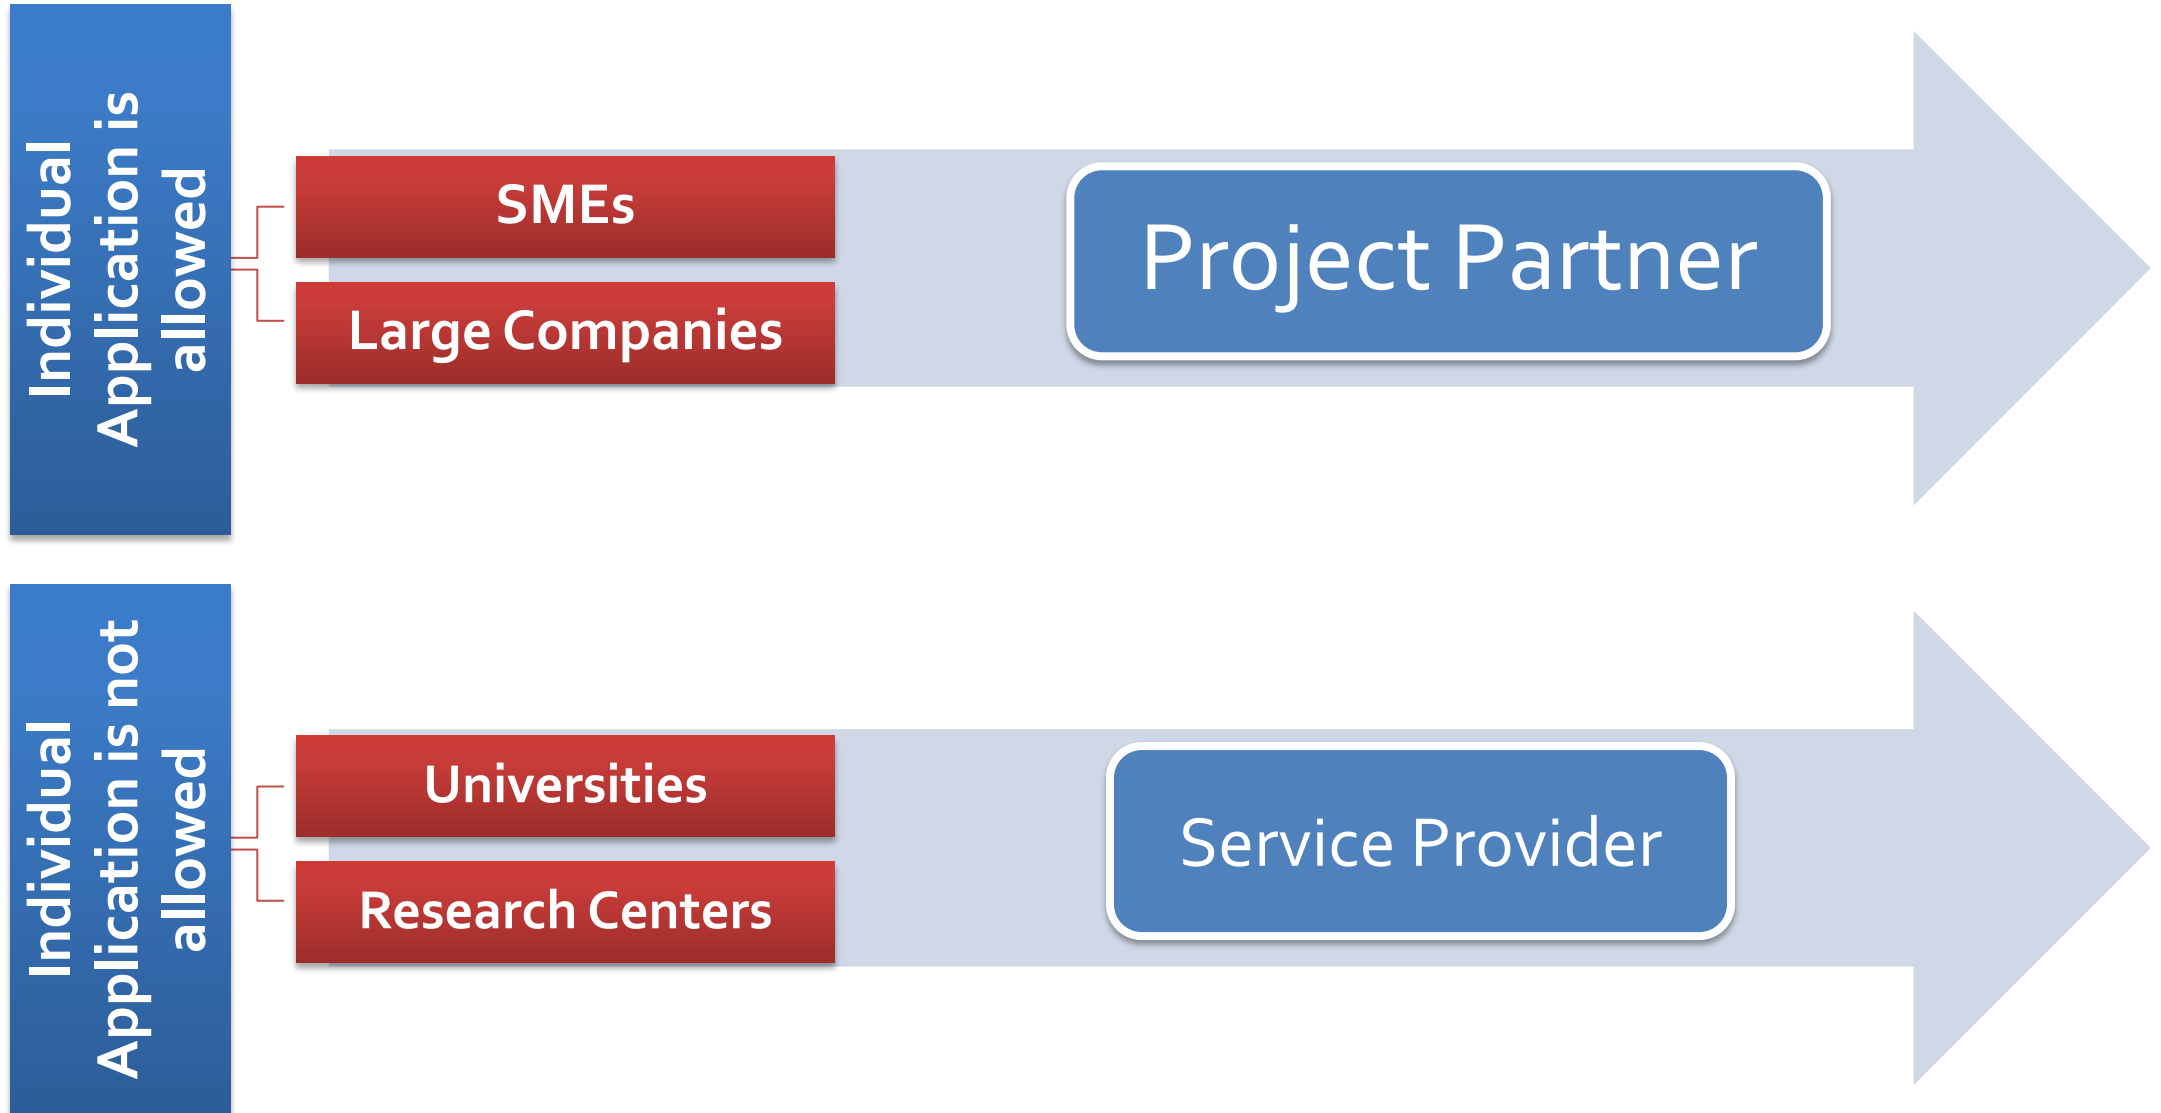 Individual
Application is
allowed
SMEs
Large Companies
Project Partner
Individual
Application is not
allowed
Universities
Research Centers
Service Provider